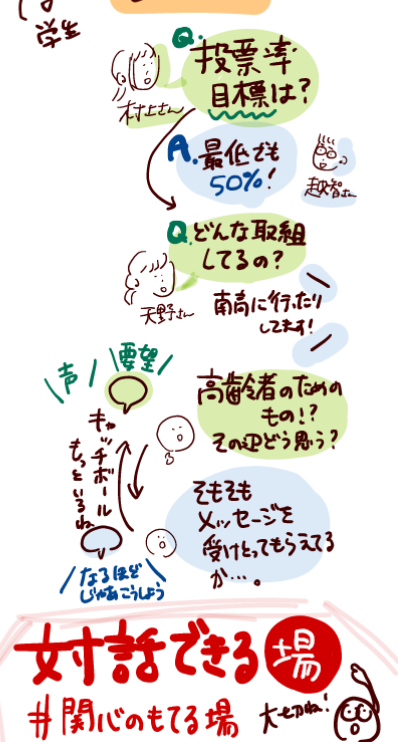 Q.
投票率
目標は?
村上さん
A.最低でも
50%!
越智さん
Q.どんな取組
してるの?
天野さん
南高に行ったり
してます!
声
要望
高齢者のための
もの!?
その辺どう思う?
キャッチボール
もっといるね
そもそも
メッセージを
受けとってもらえてる
か…。
なるほど
じゃあこうしよう
対話できる場
#関心のもてる場
大切ね!